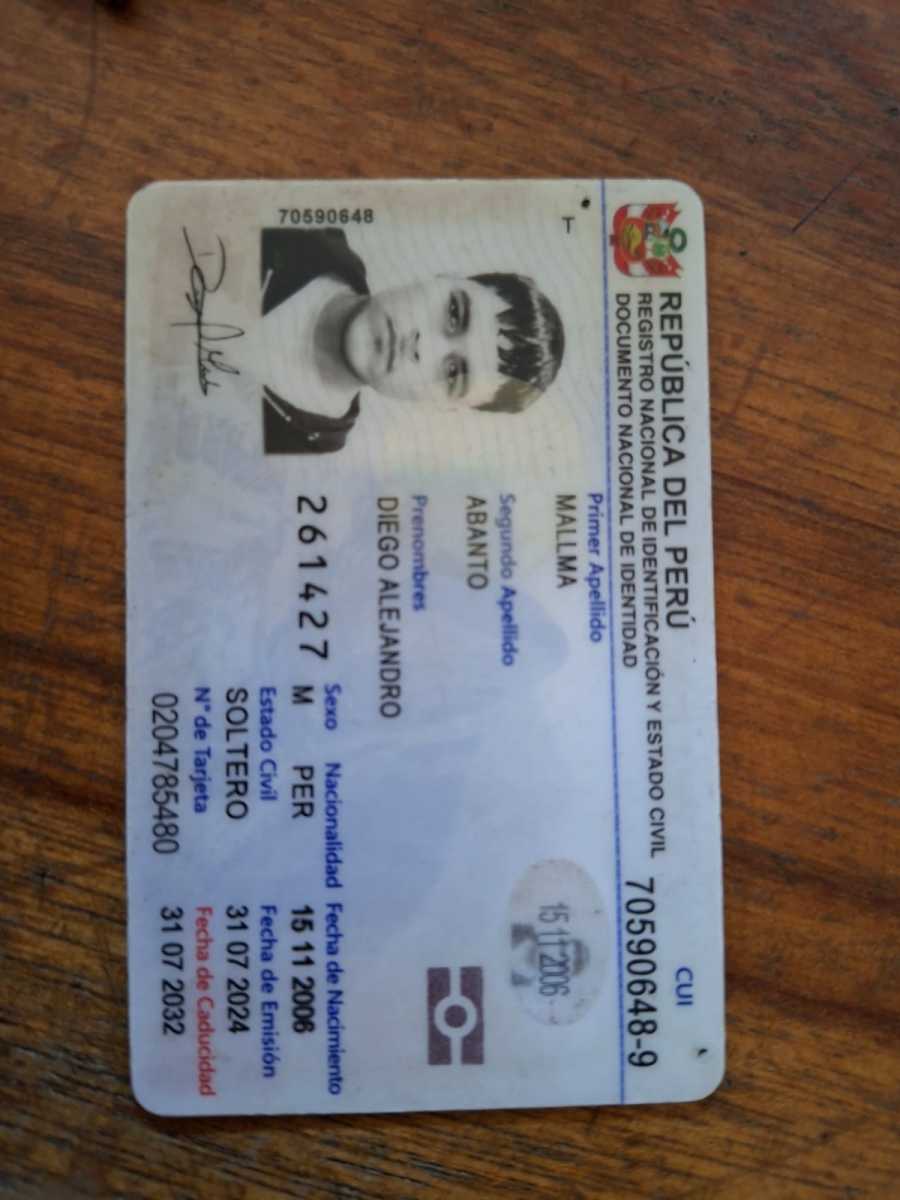 REPÚBLICA DEL PERÚ
REGISTRO NACIONAL DE IDENTIFICACIÓN Y ESTADO CIVIL
DOCUMENTO NACIONAL DE IDENTIDAD
CUI
70590648-9
T
70590648
Primer Apellido
MALLMA
Segundo Apellido
ABANTO
Prenombres
DIEGO ALEJANDRO
15 11 2006
261427
Sexo Nacionalidad Fecha de Nacimiento
M PER 15 11 2006
Estado Civil Fecha de Emisión
SOLTERO 31 07 2024
N° de Tarjeta Fecha de Caducidad
0204785480 31 07 2032